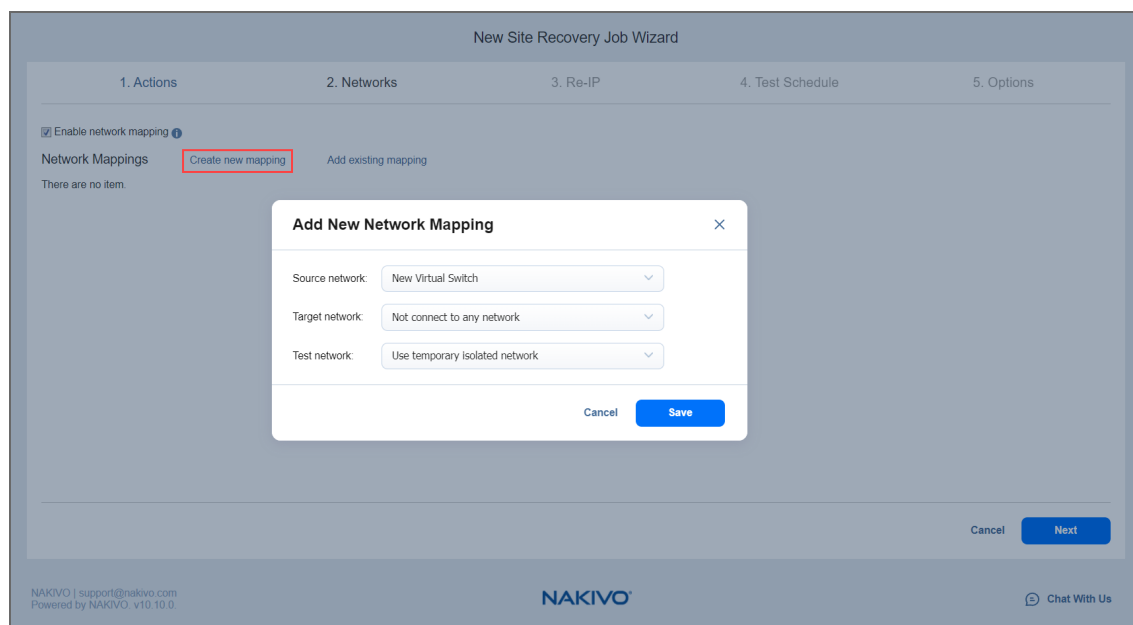 New Site Recovery Job Wizard
1. Actions
2. Networks
3. Re-IP
4. Test Schedule
5. Options
Enable network mapping
Network Mappings
Create new mapping
Add existing mapping
There are no item.
Add New Network Mapping
Source network:
New Virtual Switch
Target network:
Not connect to any network
Test network:
Use temporary isolated network
Cancel
Save
Cancel
Next
NAKIVO | support@nakivo.com
Powered by NAKIVO. v10.10.0.
NAKIVO®
Chat With Us